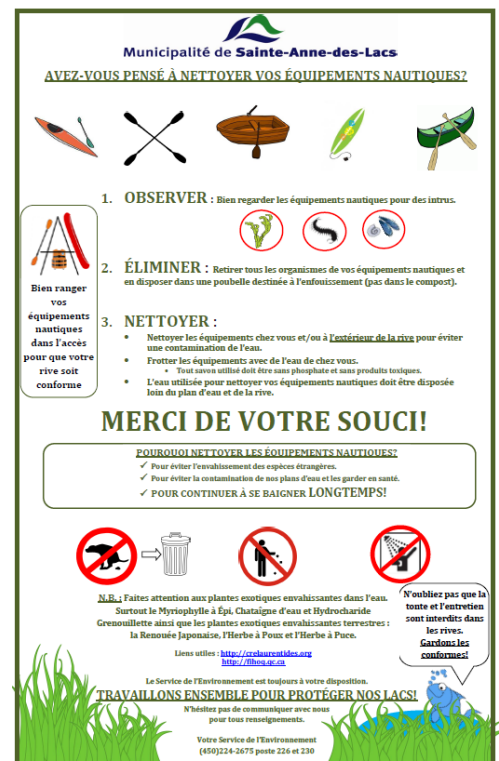 Municipalité de Sainte-Anne-des-Lacs
AVEZ-VOUS PENSÉ À NETTOYER VOS ÉQUIPEMENTS NAUTIQUES?
1. OBSERVER : Bien regarder les équipements nautiques pour des intrus.
Bien ranger
vos
équipements
nautiques
dans l'accès
pour que votre
rive soit
conforme
2. ÉLIMINER : Retirer tous les organismes de vos équipements nautiques et
en disposer dans une poubelle destinée à l'enfouissement (pas dans le compost).
3. NETTOYER :
• Nettoyer les équipements chez vous et/ou à l'extérieur de la rive pour éviter
une contamination de l'eau.
• Frotter les équipements avec de l'eau de chez vous.
• Tout savon utilisé doit être sans phosphate et sans produits toxiques.
• L'eau utilisée pour nettoyer vos équipements nautiques doit être disposée
loin du plan d'eau et de la rive.
MERCI DE VOTRE SOUCI!
POURQUOI NETTOYER LES ÉQUIPEMENTS NAUTIQUES?
✓ Pour éviter l'envahissement des espèces étrangères.
✓ Pour éviter la contamination de nos plans d'eau et les garder en santé.
✓ POUR CONTINUER À SE BAIGNER LONGTEMPS!
N.B. : Faites attention aux plantes exotiques envahissantes dans l'eau.
Surtout le Myriophylle à Épi, Chataîgne d'eau et Hydrocharide
Grenouillette ainsi que les plantes exotiques envahissantes terrestres :
la Renouée Japonaise, l'Herbe à Poux et l'Herbe à Puce.
N'oubliez pas que la
tonte et l'entretien
sont interdits dans
les rives.
Gardons les
conformes!
Liens utiles : http://crelaurentides.org
http://fihoq.qc.ca
Le Service de l'Environnement est toujours à votre disposition.
TRAVAILLONS ENSEMBLE POUR PROTÉGER NOS LACS!
N'hésitez pas de communiquer avec nous
pour tous renseignements.
Votre Service de l'Environnement
(450)224-2675 poste 226 et 230